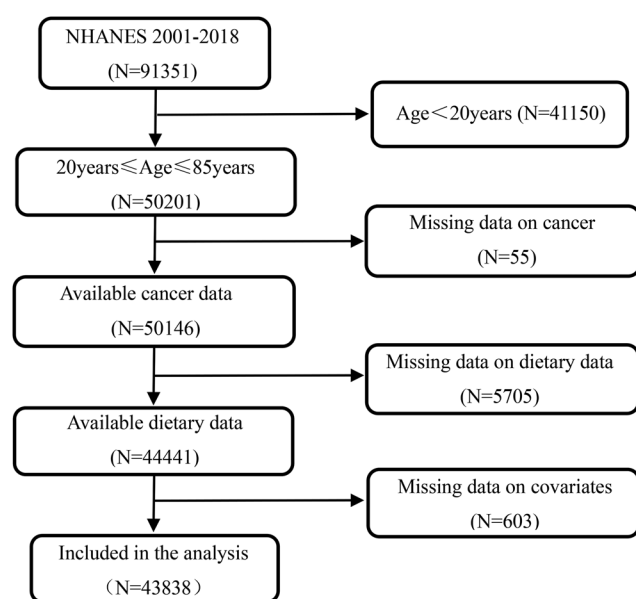 NHANES 2001-2018
(N=91351)
Age＜20years (N=41150)
20years≤Age≤85years
(N=50201)
Missing data on cancer
(N=55)
Available cancer data
(N=50146)
Missing data on dietary data
(N=5705)
Available dietary data
(N=44441)
Missing data on covariates
(N=603)
Included in the analysis
（N=43838）